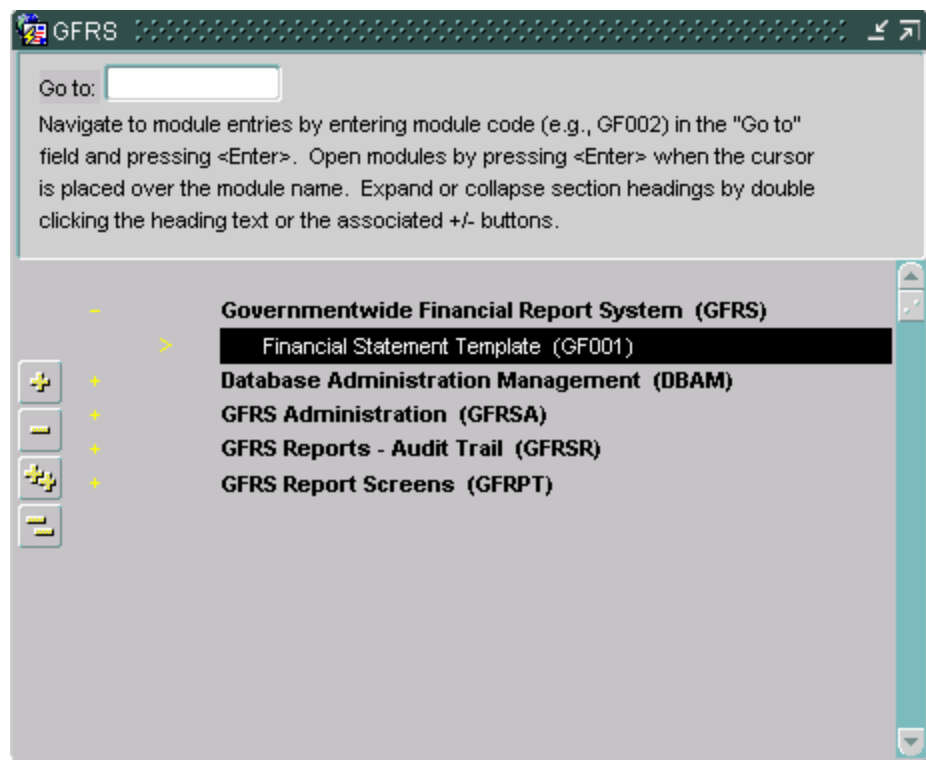 GFRS
Go to:
Navigate to module entries by entering module code (e.g., GF002) in the "Go to"
field and pressing <Enter>.  Open modules by pressing <Enter> when the cursor
is placed over the module name.  Expand or collapse section headings by double
clicking the heading text or the associated +/- buttons.
- Governmentwide Financial Report System (GFRS)
> Financial Statement Template (GF001)
+ Database Administration Management (DBAM)
+ GFRS Administration (GFRSA)
+ GFRS Reports - Audit Trail (GFRSR)
+ GFRS Report Screens (GFRPT)